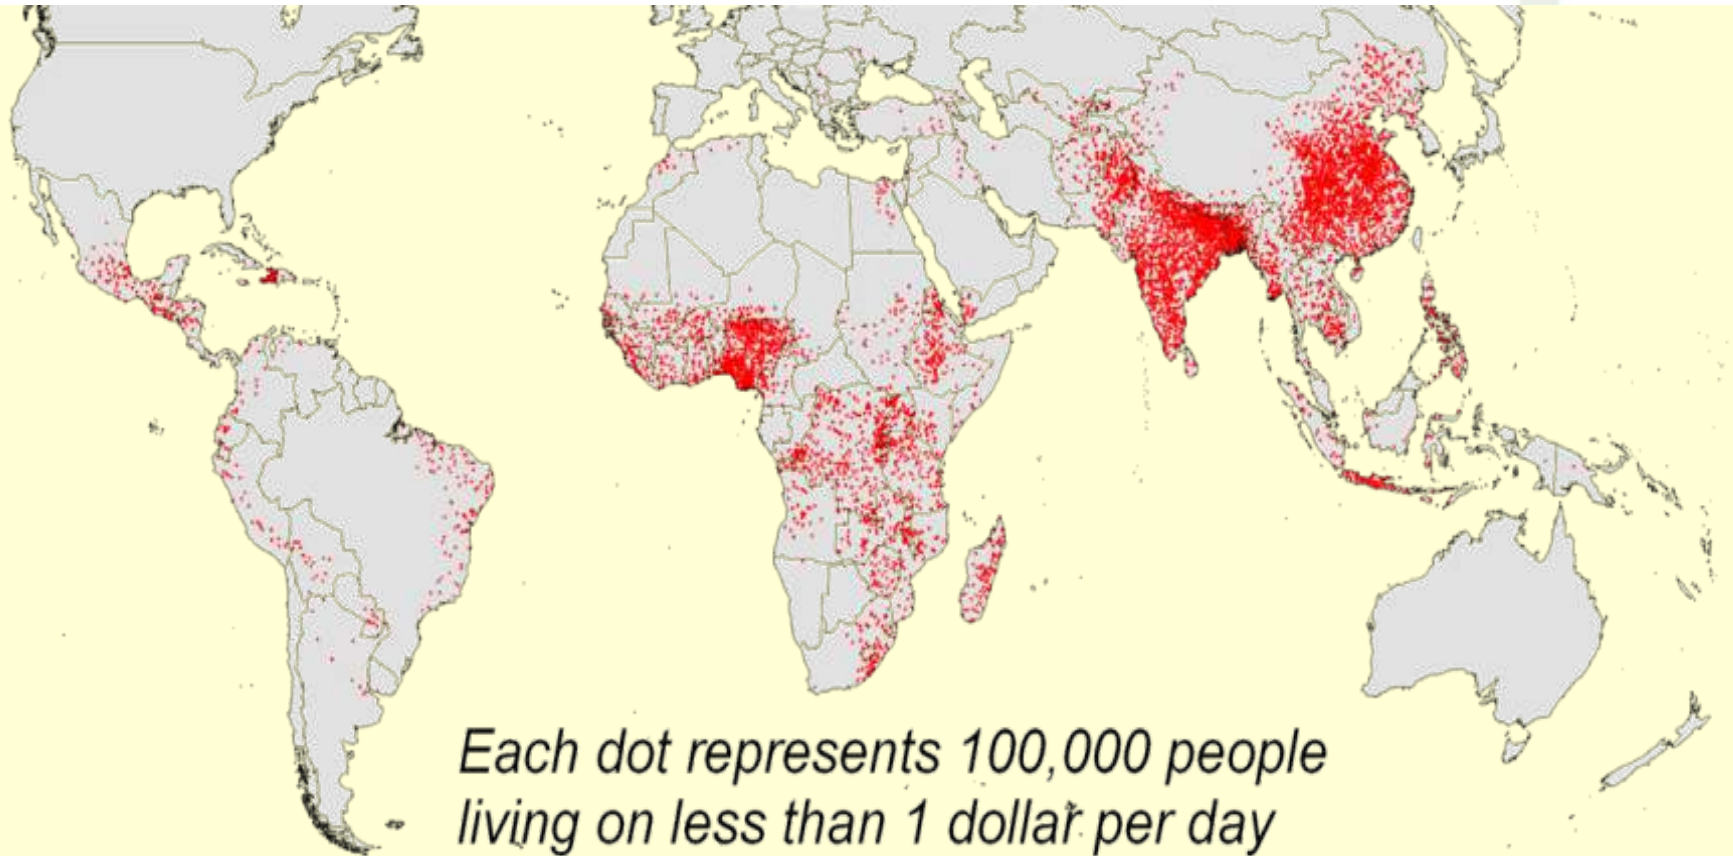 Each dot represents 100,000 people
living on less than 1 dollar per day